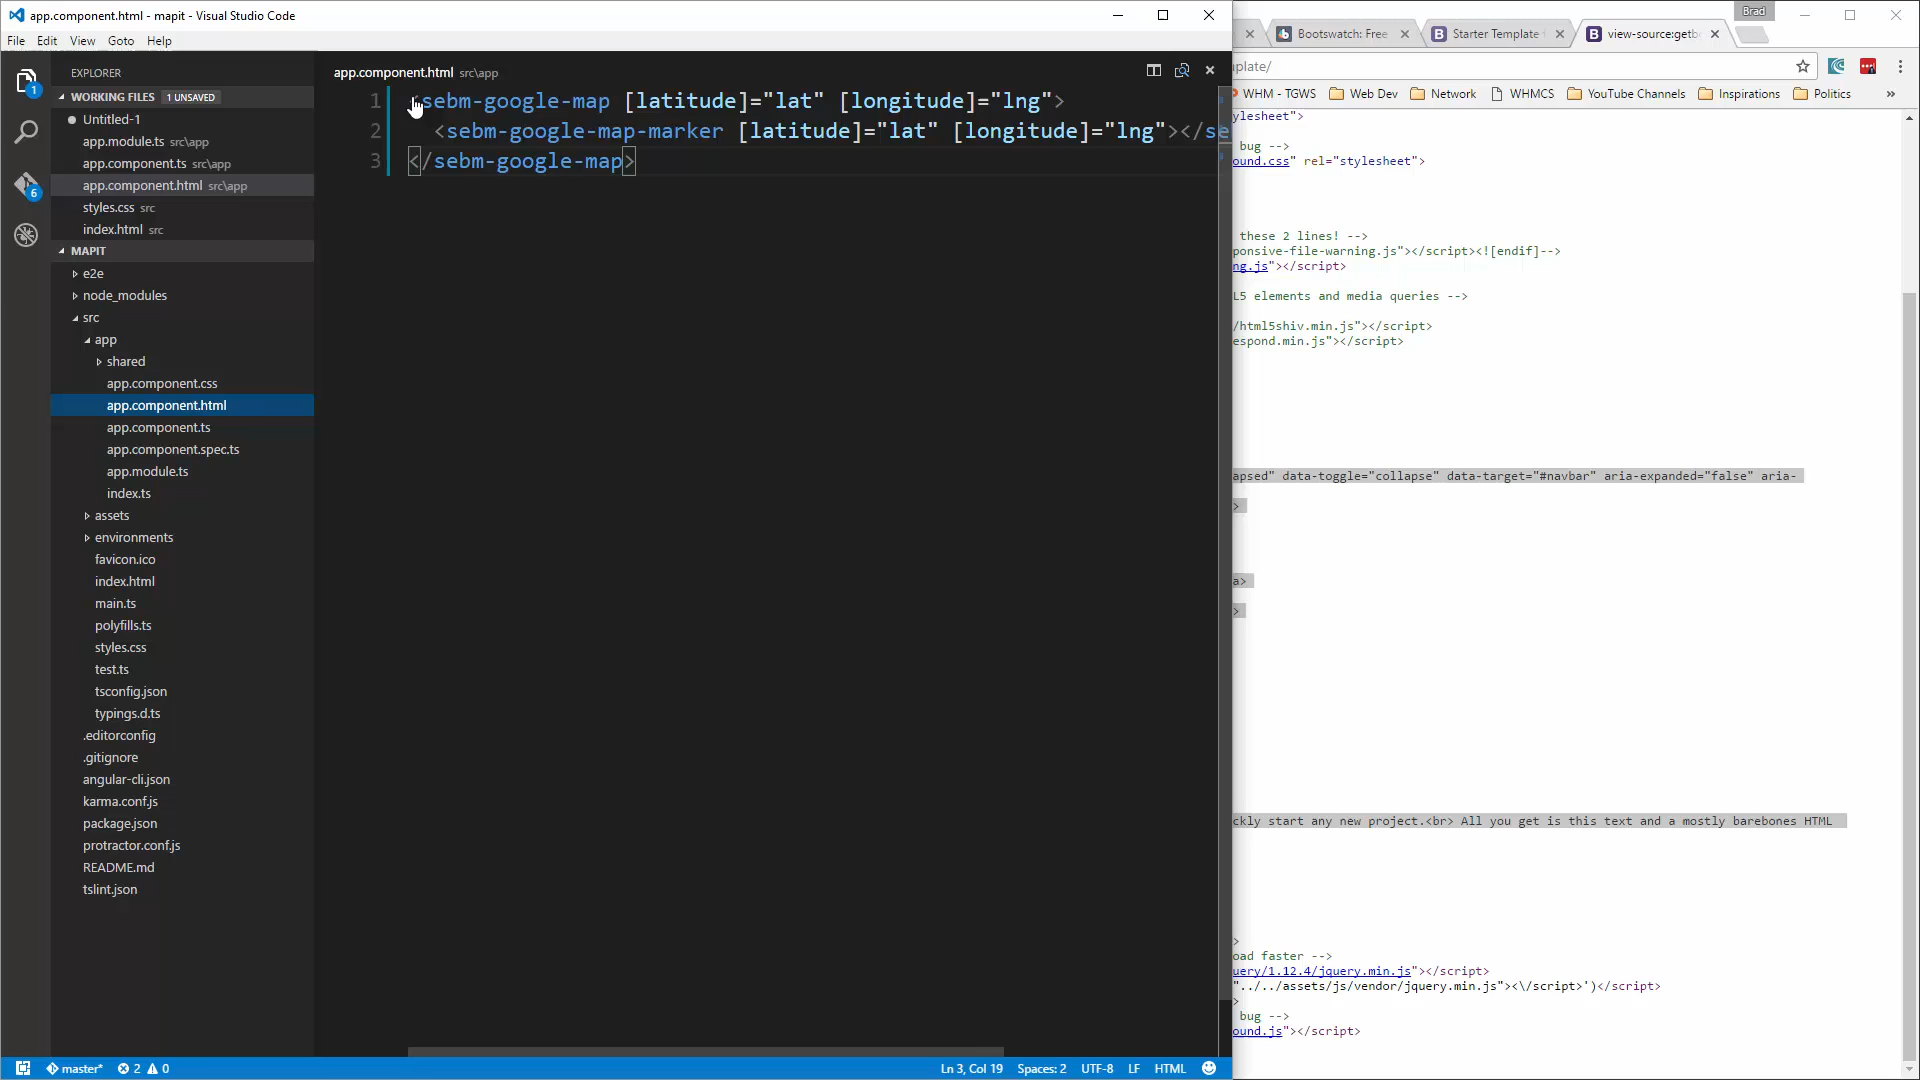 app.component.html - mapit - Visual Studio Code
File Edit View Goto Help
EXPLORER
WORKING FILES 1 UNSAVED
Untitled-1
app.module.ts src\app
app.component.ts src\app
app.component.html src\app
styles.css src
index.html src
MAPIT
e2e
node_modules
src
app
shared
app.component.css
app.component.html
app.component.ts
app.component.spec.ts
app.module.ts
index.ts
assets
environments
favicon.ico
index.html
main.ts
polyfills.ts
styles.css
test.ts
tsconfig.json
typings.d.ts
.editorconfig
.gitignore
angular-cli.json
karma.conf.js
package.json
protractor.conf.js
README.md
tslint.json
1
6
app.component.html src\app
1 <sebm-google-map [latitude]="lat" [longitude]="lng">
2 <sebm-google-map-marker [latitude]="lat" [longitude]="lng"></se
3 </sebm-google-map>
master* 2 0
Ln 3, Col 19 Spaces: 2 UTF-8 LF HTML
Brad
Bootswatch: Free Starter Template view-source:getb
plate/
WHM - TGWS Web Dev Network WHMCS YouTube Channels Inspirations Politics »
ylesheet">
bug -->
ound.css" rel="stylesheet">
these 2 lines! -->
ponsive-file-warning.js"></script><![endif]-->
ng.js"></script>
L5 elements and media queries -->
/html5shiv.min.js"></script>
espond.min.js"></script>
apsed" data-toggle="collapse" data-target="#navbar" aria-expanded="false" aria-
>
a>
>
ckly start any new project.<br> All you get is this text and a mostly barebones HTML
>
oad faster -->
uery/1.12.4/jquery.min.js"></script>
"../../assets/js/vendor/jquery.min.js"><\/script>')</script>
>
bug -->
ound.js"></script>